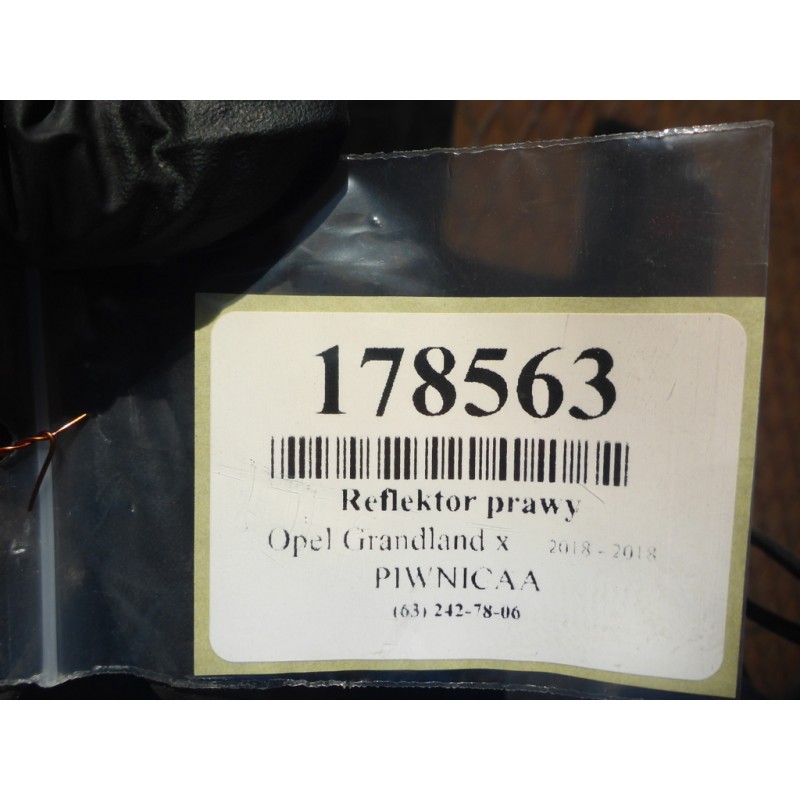 178563
Reflektor prawy
Opel Grandland x 2018 - 2018
PIWNICAA
(63) 242-78-06